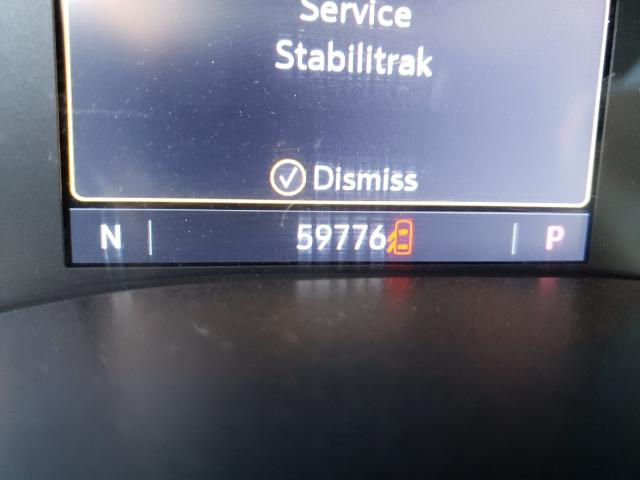 Service
Stabilitrak
Dismiss
N 59776 P